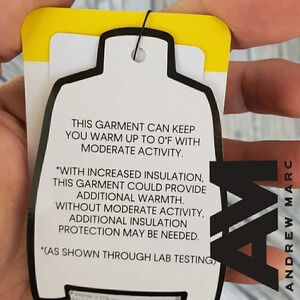 THIS GARMENT CAN KEEP
YOU WARM UP TO 0°F WITH
MODERATE ACTIVITY.
*WITH INCREASED INSULATION,
THIS GARMENT COULD PROVIDE
ADDITIONAL WARMTH.
WITHOUT MODERATE ACTIVITY,
ADDITIONAL INSULATION
PROTECTION MAY BE NEEDED.
*(AS SHOWN THROUGH LAB TESTING)
AM
ANDREW MARC